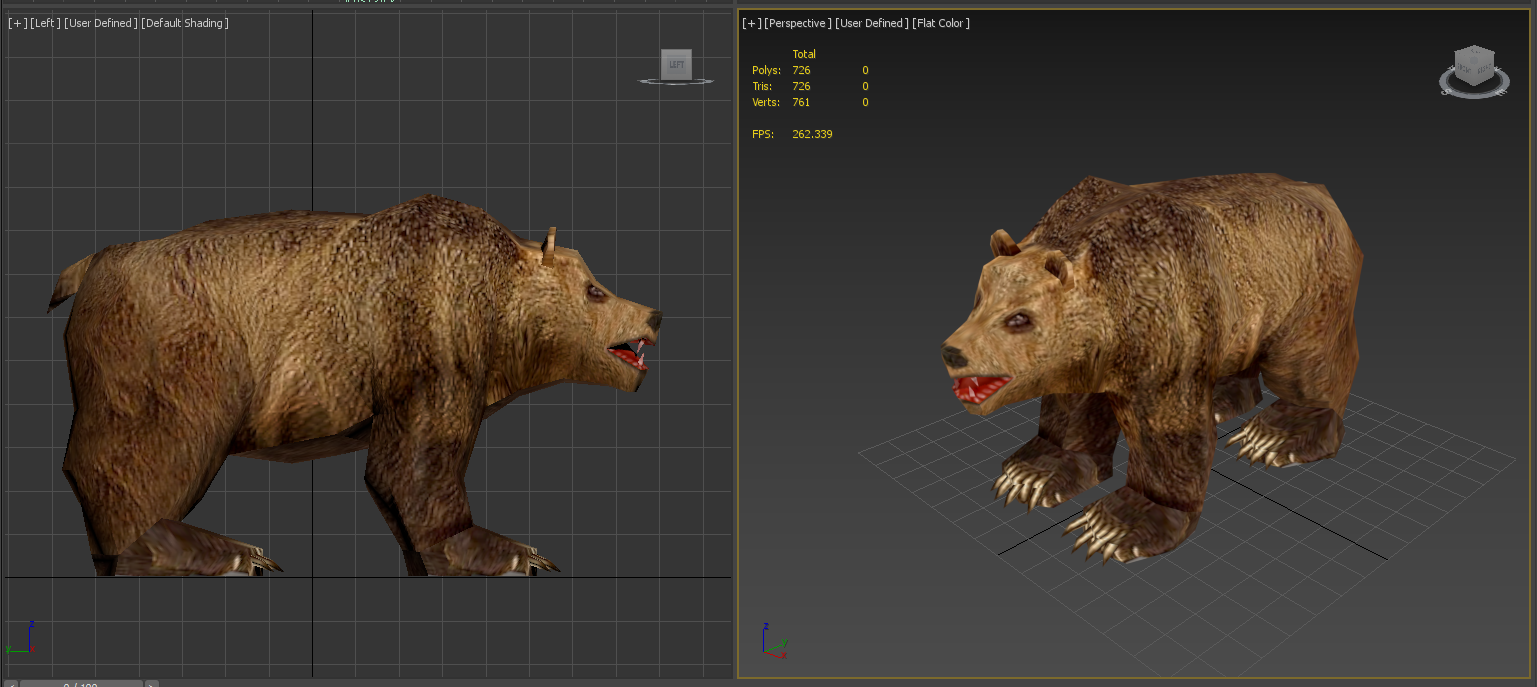 [+] [Left ] [User Defined ] [Default Shading ]
LEFT
[+] [Perspective ] [User Defined ] [Flat Color ]
Total
Polys: 726 0
Tris: 726 0
Verts: 761 0
FPS: 262.339
z
y
x
z
y
x
0 / 100